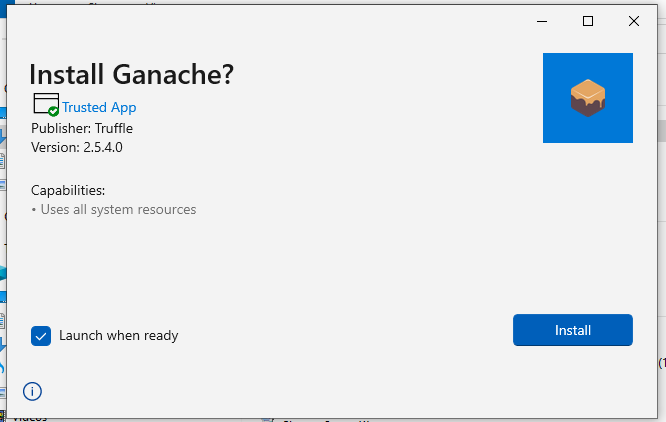 Install Ganache?
Trusted App
Publisher: Truffle
Version: 2.5.4.0
Capabilities:
• Uses all system resources
Launch when ready
Install